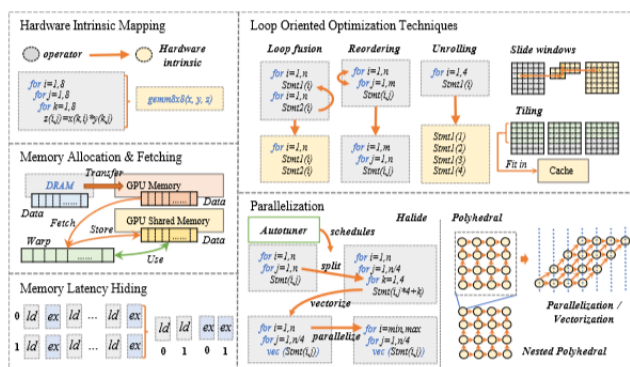 Hardware Intrinsic Mapping
operator
Hardware
intrinsic
for i=1,8
for j=1,8
for k=1,8
z(i,j)=x(k,i)*y(k,j)
gemm8x8(x, y, z)
Memory Allocation & Fetching
Transfer
DRAM
GPU Memory
Data
Data
Fetch
GPU Shared Memory
Store
Data
Warp
Use
Memory Latency Hiding
0 ld ex ld ... ld ex
1 ld ex ld ... ld ex
ld ld ex ex
0 1 0 1
Loop Oriented Optimization Techniques
Loop fusion
Reordering
Unrolling
Slide windows
for i=1,n
Stmt1(i)
for i=1,n
Stmt2(i)
for i=1,n
for j=1,m
Stmt(i,j)
for i=1,4
Stmt1(i)
for i=1,n
Stmt1(i)
Stmt2(i)
for j=1,m
for i=1,n
Stmt(i,j)
Stmt1(1)
Stmt1(2)
Stmt1(3)
Stmt1(4)
Tiling
Fit in
Cache
Parallelization
Autotuner
schedules
Halide
for i=1,n
for j=1,n
Stmt(i,j)
split
for i=1,n
for j=1,n/4
for k=1,4
Stmt(i,j*4+k)
vectorize
for i=1,n
for j=1,n/4
vec (Stmt(i,j))
parallelize
for i=min,max
for j=1,n/4
vec (Stmt(i,j))
Polyhedral
Parallelization /
Vectorization
Nested Polyhedral